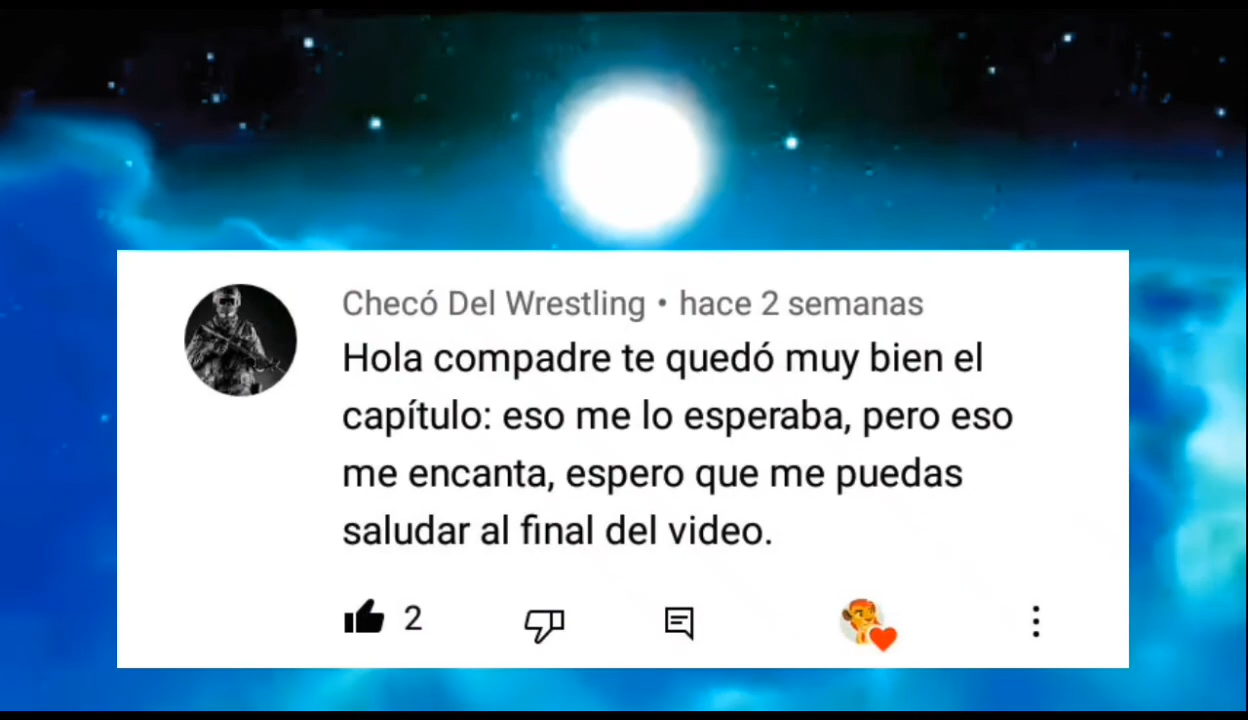 Checó Del Wrestling • hace 2 semanas
Hola compadre te quedó muy bien el
capítulo: eso me lo esperaba, pero eso
me encanta, espero que me puedas
saludar al final del video.
2